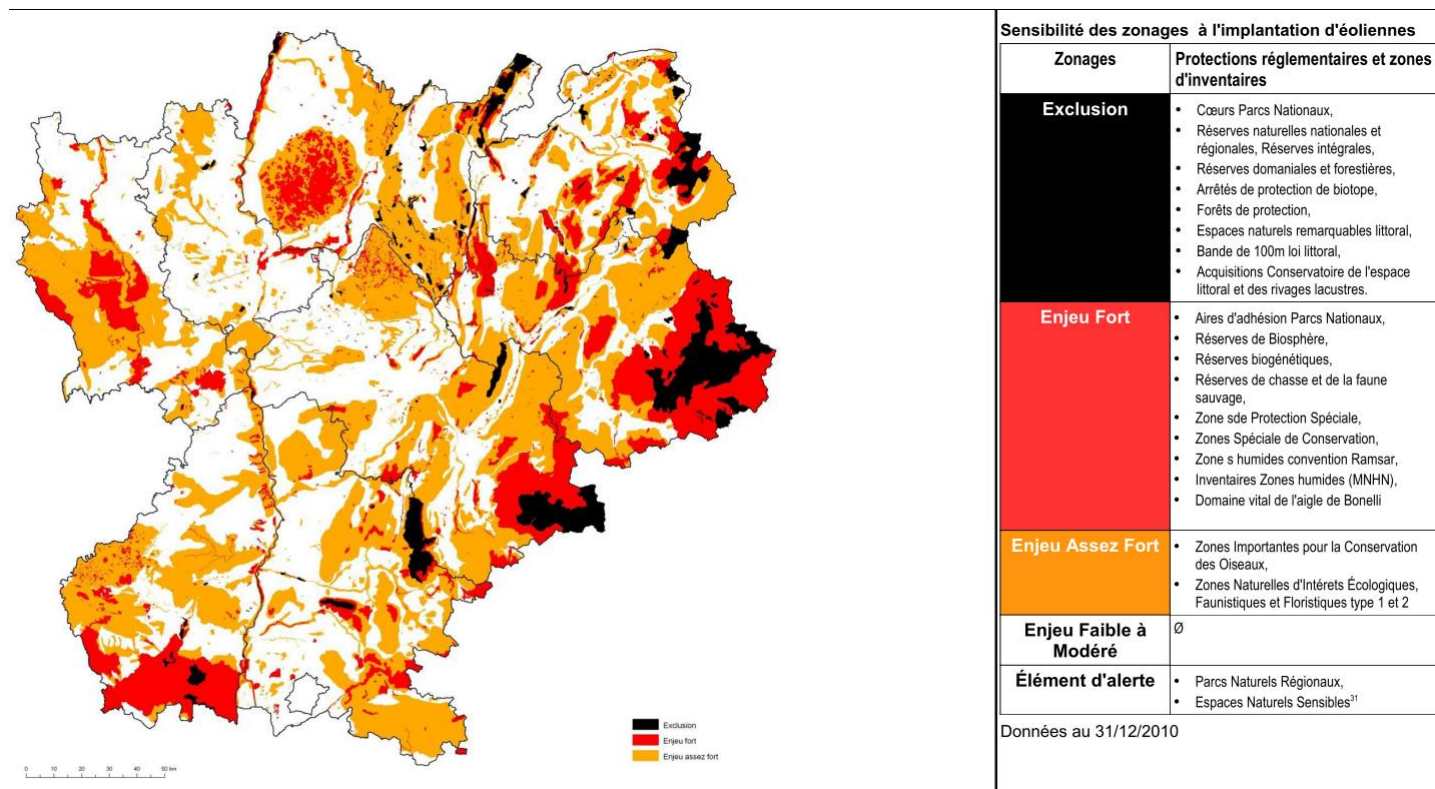 Sensibilité des zonages à l'implantation d'éoliennes
Zonages
Protections réglementaires et zones
d'inventaires
Exclusion
• Cœurs Parcs Nationaux,
• Réserves naturelles nationales et
régionales, Réserves intégrales,
• Réserves domaniales et forestières,
• Arrêtés de protection de biotope,
• Forêts de protection,
• Espaces naturels remarquables littoral,
• Bande de 100m loi littoral,
• Acquisitions Conservatoire de l'espace
littoral et des rivages lacustres.
Enjeu Fort
• Aires d'adhésion Parcs Nationaux,
• Réserves de Biosphère,
• Réserves biogénétiques,
• Réserves de chasse et de la faune
sauvage,
• Zone sde Protection Spéciale,
• Zones Spéciale de Conservation,
• Zone s humides convention Ramsar,
• Inventaires Zones humides (MNHN),
• Domaine vital de l'aigle de Bonelli
Enjeu Assez Fort
• Zones Importantes pour la Conservation
des Oiseaux,
• Zones Naturelles d'Intérets Écologiques,
Faunistiques et Floristiques type 1 et 2
Enjeu Faible à
Modéré
Ø
Élément d'alerte
• Parcs Naturels Régionaux,
• Espaces Naturels Sensibles31
Données au 31/12/2010
Exclusion
Enjeu fort
Enjeu assez fort
0 10 20 30 40 50 km